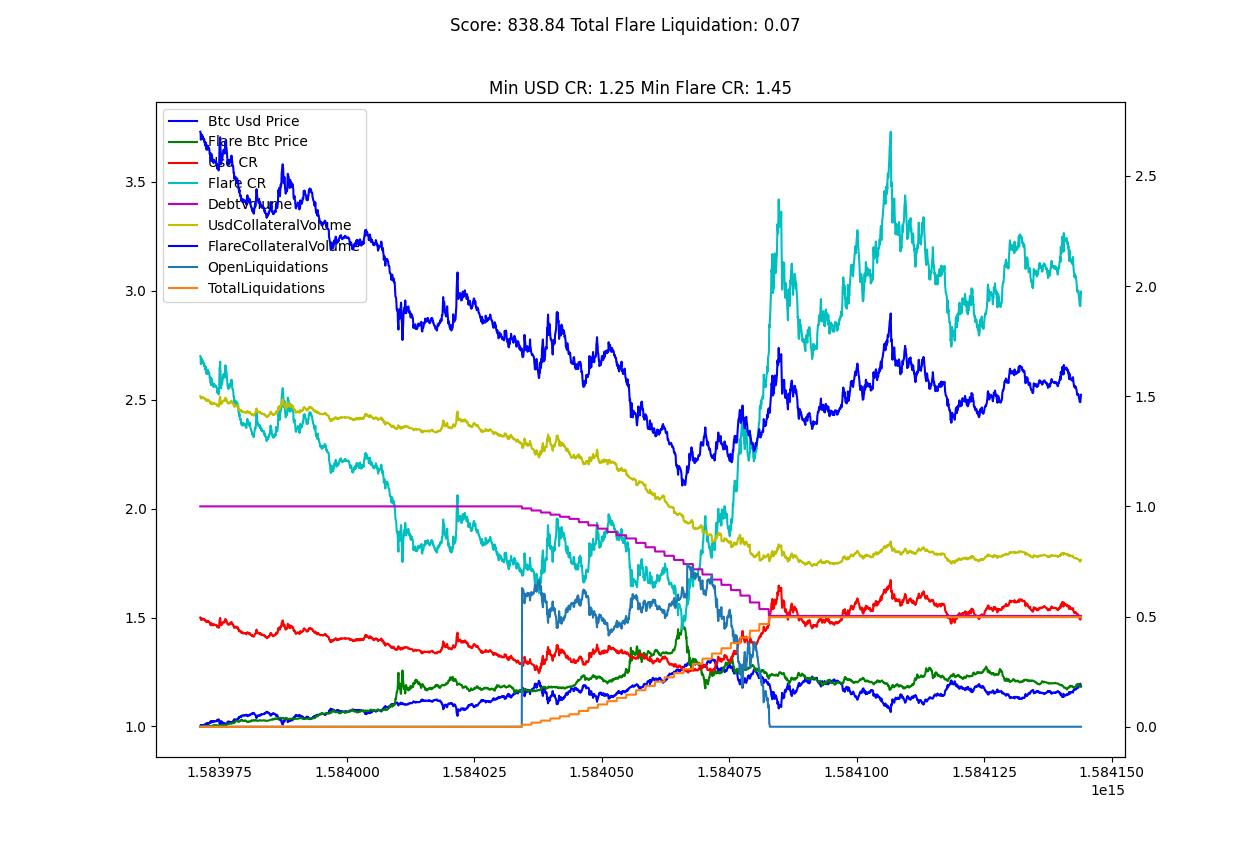 Score: 838.84 Total Flare Liquidation: 0.07
Min USD CR: 1.25 Min Flare CR: 1.45
Btc Usd Price
Flare Btc Price
Usd CR
Flare CR
DebtVolume
UsdCollateralVolume
FlareCollateralVolume
OpenLiquidations
TotalLiquidations
3.5
3.0
2.5
2.0
1.5
1.0
2.5
2.0
1.5
1.0
0.5
0.0
1.583975 1.584000 1.584025 1.584050 1.584075 1.584100 1.584125 1.584150
1e15